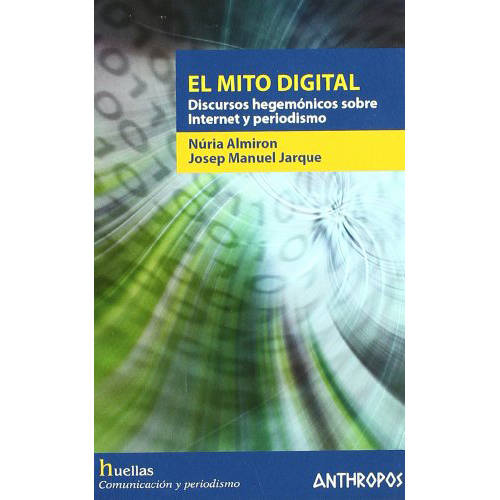 EL MITO DIGITAL
Discursos hegemónicos sobre
Internet y periodismo
Núria Almiron
Josep Manuel Jarque
huellas
Comunicación y periodismo
ANTHROPOS